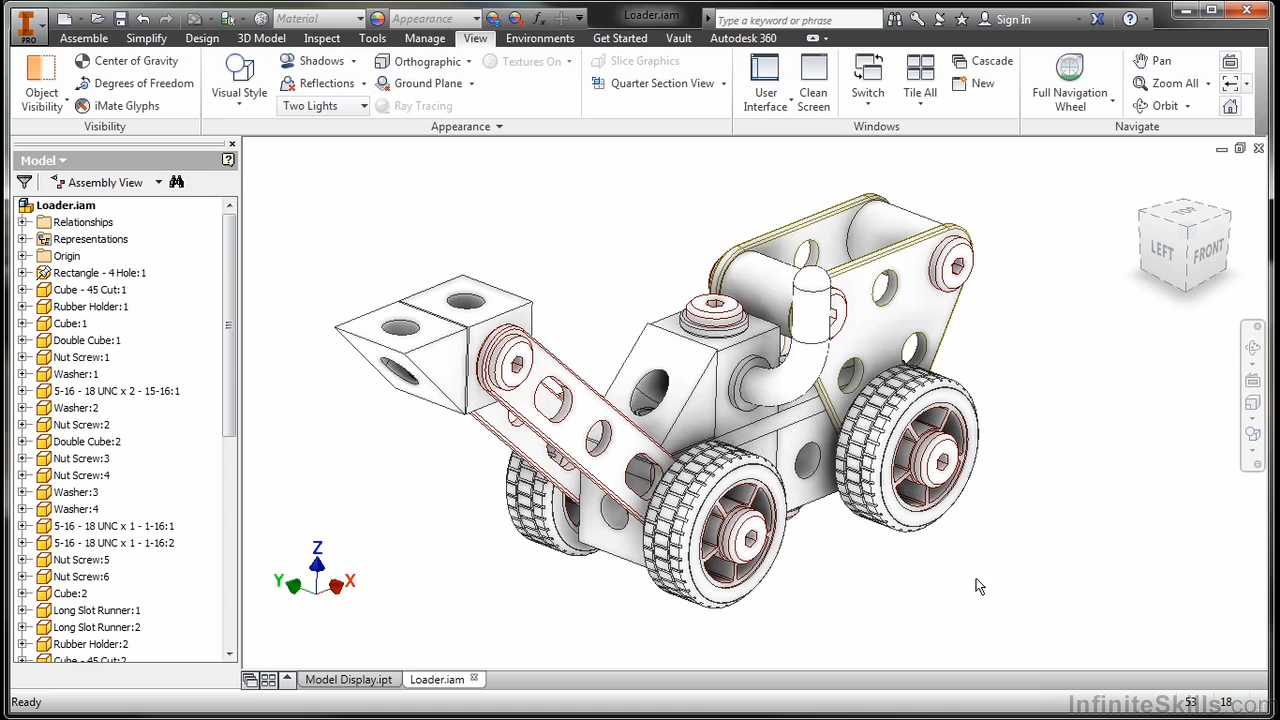 PRO
Material
Appearance
fx
Loader.iam
Type a keyword or phrase
Sign In
Assemble Simplify Design 3D Model Inspect Tools Manage View Environments Get Started Vault Autodesk 360
Object Visibility
Center of Gravity
Degrees of Freedom
iMate Glyphs
Visibility
Visual Style
Shadows
Reflections
Two Lights
Orthographic
Ground Plane
Ray Tracing
Textures On
Slice Graphics
Quarter Section View
Appearance
User Interface
Clean Screen
Switch
Tile All
Cascade
New
Windows
Full Navigation Wheel
Pan
Zoom All
Orbit
Navigate
Model
Assembly View
Loader.iam
Relationships
Representations
Origin
Rectangle - 4 Hole:1
Cube - 45 Cut:1
Rubber Holder:1
Cube:1
Double Cube:1
Nut Screw:1
Washer:1
5-16 - 18 UNC x 2 - 15-16:1
Washer:2
Nut Screw:2
Double Cube:2
Nut Screw:3
Nut Screw:4
Washer:3
Washer:4
5-16 - 18 UNC x 1 - 1-16:1
5-16 - 18 UNC x 1 - 1-16:2
Nut Screw:5
Nut Screw:6
Cube:2
Long Slot Runner:1
Long Slot Runner:2
Rubber Holder:2
Cube - 45 Cut:2
TOP
LEFT
FRONT
Z
Y
X
Model Display.ipt
Loader.iam
Ready
53 18
InfiniteSkills.com